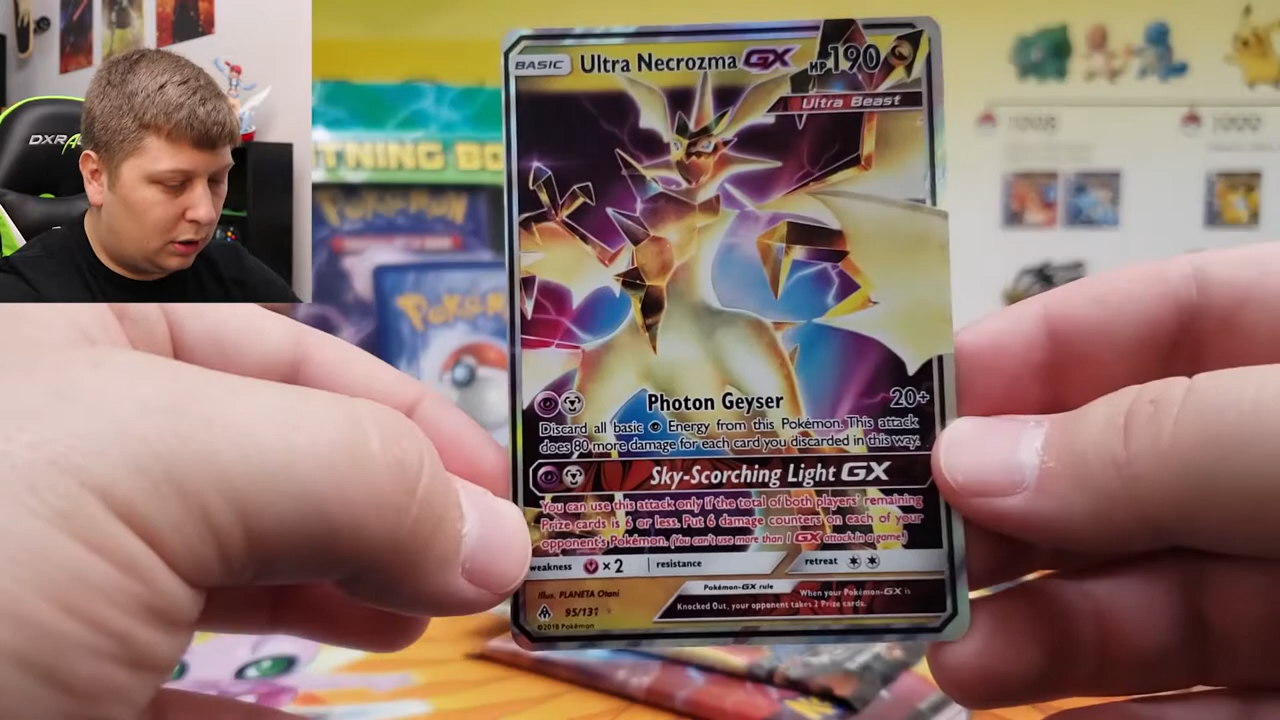 DXRA
TNING BO
POKÉMON
POKÉM
1000
BASIC Ultra Necrozma GX HP190
Ultra Beast
Photon Geyser 20+
Discard all basic Energy from this Pokémon. This attack
does 80 more damage for each card you discarded in this way.
Sky-Scorching Light GX
You can use this attack only if the total of both players' remaining
Prize cards is 6 or less. Put 6 damage counters on each of your
opponent's Pokémon. (You can't use more than 1 GX attack in a game.)
weakness ×2 resistance retreat
Pokémon-GX rule When your Pokémon-GX is
Knocked Out, your opponent takes 2 Prize cards.
Illus. PLANETA Otani
95/131
©2018 Pokémon